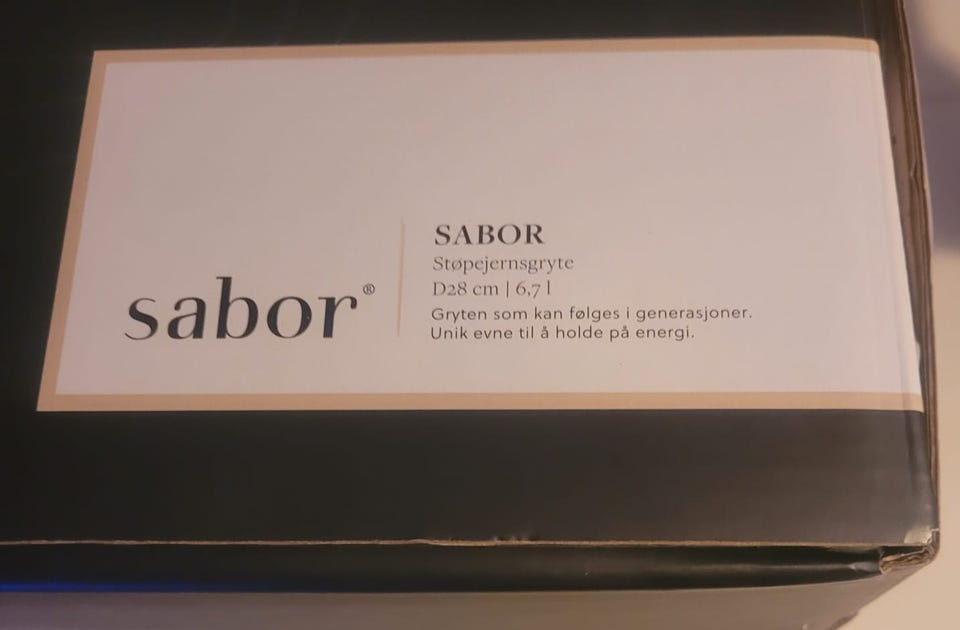 sabor®
SABOR
Støpejernsgryte
D28 cm | 6,7 l
Gryten som kan følges i generasjoner.
Unik evne til å holde på energi.